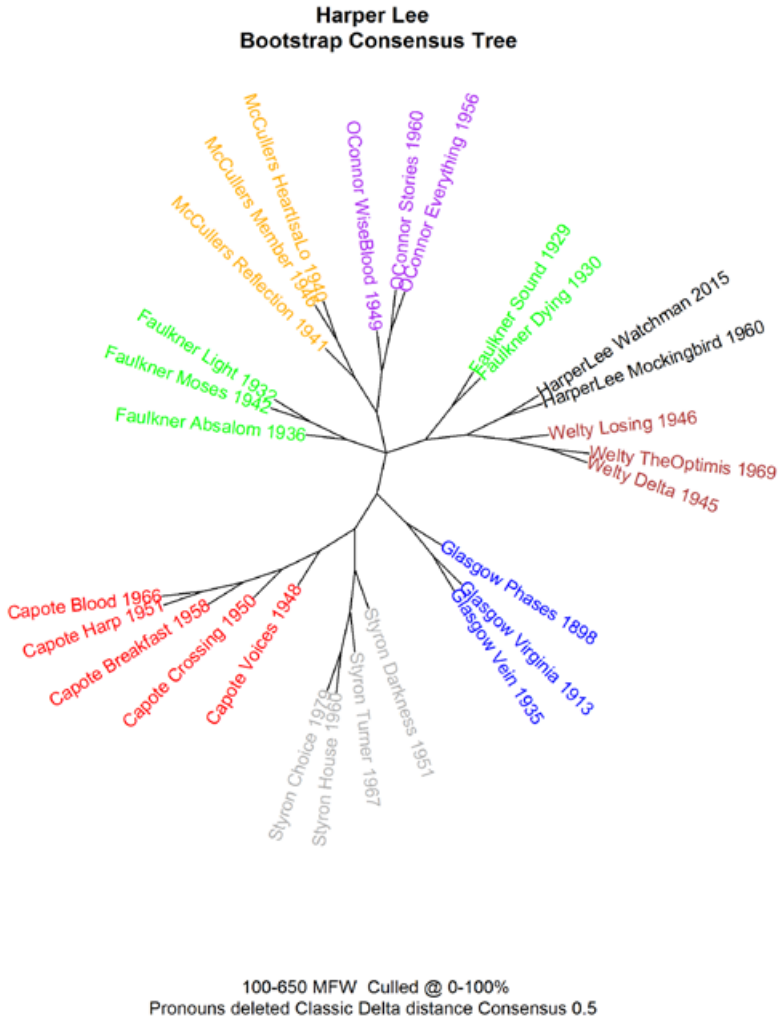 Harper Lee
Bootstrap Consensus Tree
McCullers HeartIsaLo 1940
McCullers Member 1946
McCullers Reflection 1941
OConnor WiseBlood 1949
OConnor Stories 1960
OConnor Everything 1956
Faulkner Sound 1929
Faulkner Dying 1930
HarperLee Watchman 2015
HarperLee Mockingbird 1960
Welty Losing 1946
Welty TheOptimis 1969
Welty Delta 1945
Faulkner Light 1932
Faulkner Moses 1942
Faulkner Absalom 1936
Glasgow Phases 1898
Glasgow Virginia 1913
Glasgow Vein 1935
Capote Blood 1966
Capote Harp 1951
Capote Breakfast 1958
Capote Crossing 1950
Capote Voices 1948
Styron Darkness 1951
Styron Turner 1967
Styron House 1960
Styron Choice 1979
100-650 MFW Culled @ 0-100%
Pronouns deleted Classic Delta distance Consensus 0.5